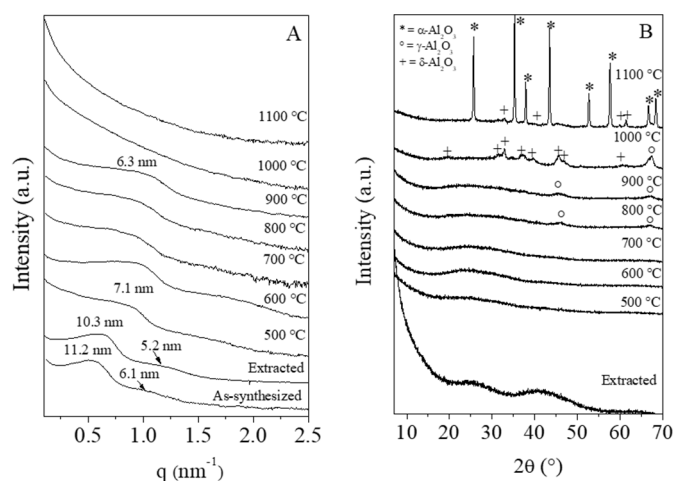 A
1100 °C
1000 °C
6.3 nm
900 °C
800 °C
700 °C
7.1 nm
600 °C
500 °C
10.3 nm
5.2 nm
Extracted
11.2 nm
6.1 nm
As-synthesized
Intensity (a.u.)
0.5 1.0 1.5 2.0 2.5
q (nm⁻¹)
B
* = α-Al₂O₃
○ = γ-Al₂O₃
+ = δ-Al₂O₃
1100 °C
1000 °C
900 °C
800 °C
700 °C
600 °C
500 °C
Extracted
Intensity (a.u.)
10 20 30 40 50 60 70
2θ (°)